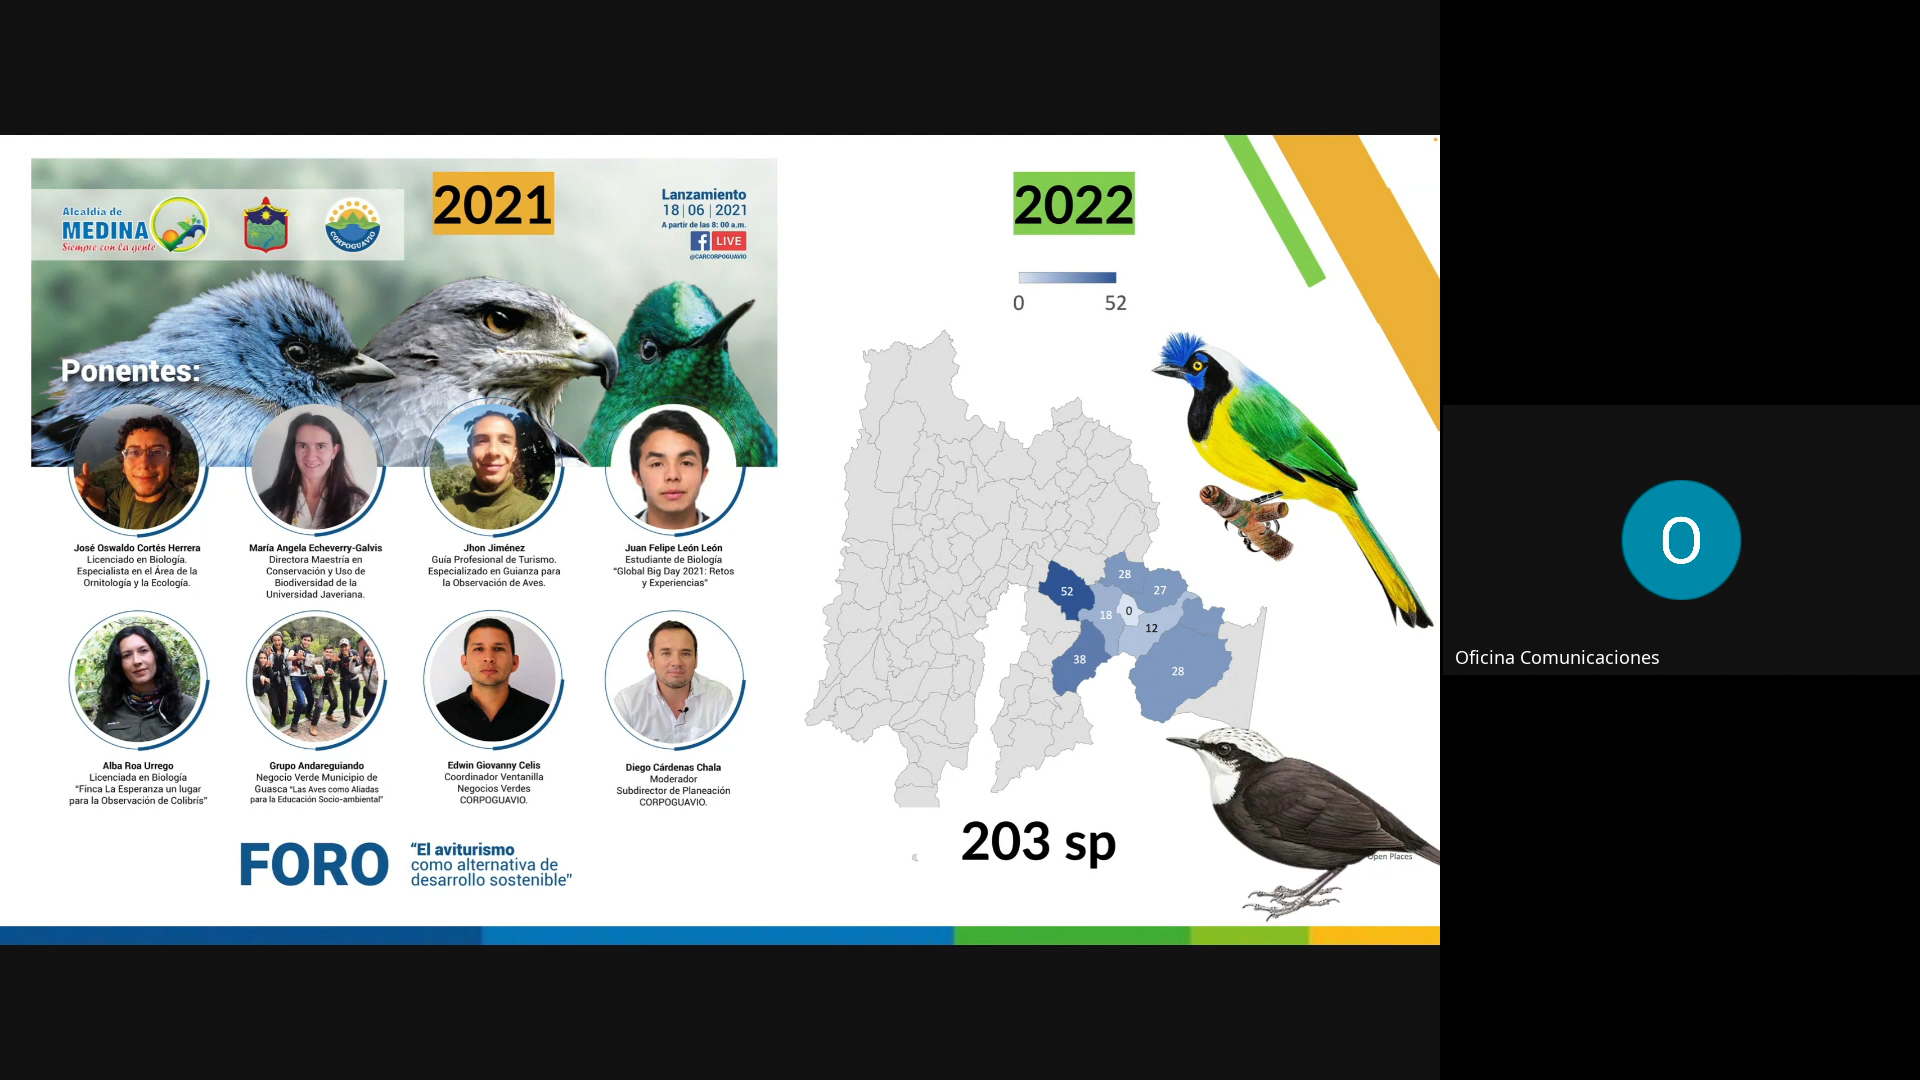 Alcaldía de
MEDINA
Siempre con la gente
CORPOGUAVIO
2021
Lanzamiento
18 | 06 | 2021
A partir de las 8: 00 a.m.
f LIVE
@CARCORPOGUAVIO
Ponentes:
José Oswaldo Cortés Herrera
Licenciado en Biología.
Especialista en el Área de la
Ornitología y la Ecología.
María Angela Echeverry-Galvis
Directora Maestría en
Conservación y Uso de
Biodiversidad de la
Universidad Javeriana.
Jhon Jiménez
Guía Profesional de Turismo.
Especializado en Guianza para
la Observación de Aves.
Juan Felipe León León
Estudiante de Biología
"Global Big Day 2021: Retos
y Experiencias"
Alba Roa Urrego
Licenciada en Biología
"Finca La Esperanza un lugar
para la Observación de Colibrís"
Grupo Andareguiando
Negocio Verde Municipio de
Guasca "Las Aves como Aliadas
para la Educación Socio-ambiental"
Edwin Giovanny Celis
Coordinador Ventanilla
Negocios Verdes
CORPOGUAVIO.
Diego Cárdenas Chala
Moderador
Subdirector de Planeación
CORPOGUAVIO.
FORO
“El aviturismo
como alternativa de
desarrollo sostenible”
2022
0 52
28
52
27
18
0
12
38
28
203 sp
Open Places
O
Oficina Comunicaciones